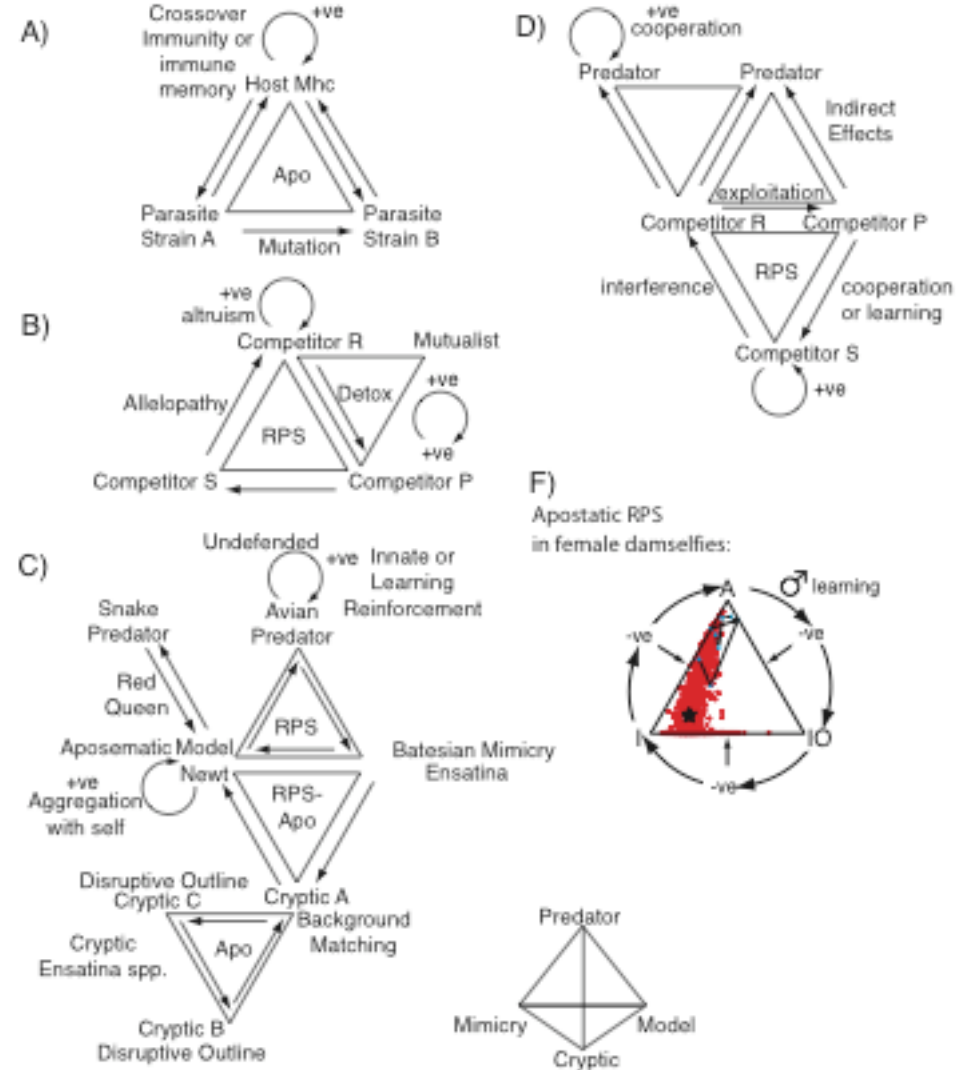 A)
Crossover
Immunity or
immune
memory
+ve
Host Mhc
Apo
Parasite
Strain A
Mutation
Parasite
Strain B
B)
+ve
altruism
Competitor R
Mutualist
Allelopathy
Detox
+ve
+ve
RPS
Competitor S
Competitor P
C)
Undefended
+ve
Innate or
Learning
Reinforcement
Avian
Predator
Snake
Predator
Red
Queen
RPS
Aposematic Model
Newt
Batesian Mimicry
Ensatina
+ve
Aggregation
with self
RPS-
Apo
Disruptive Outline
Cryptic C
Cryptic A
Background
Matching
Cryptic
Ensatina spp.
Apo
Cryptic B
Disruptive Outline
D)
+ve
cooperation
Predator
Predator
Indirect
Effects
exploitation
Competitor R
Competitor P
RPS
interference
cooperation
or learning
Competitor S
+ve
F)
Apostatic RPS
in female damselfies:
A
♂ learning
-ve
-ve
I
IO
-ve
Predator
Mimicry
Model
Cryptic